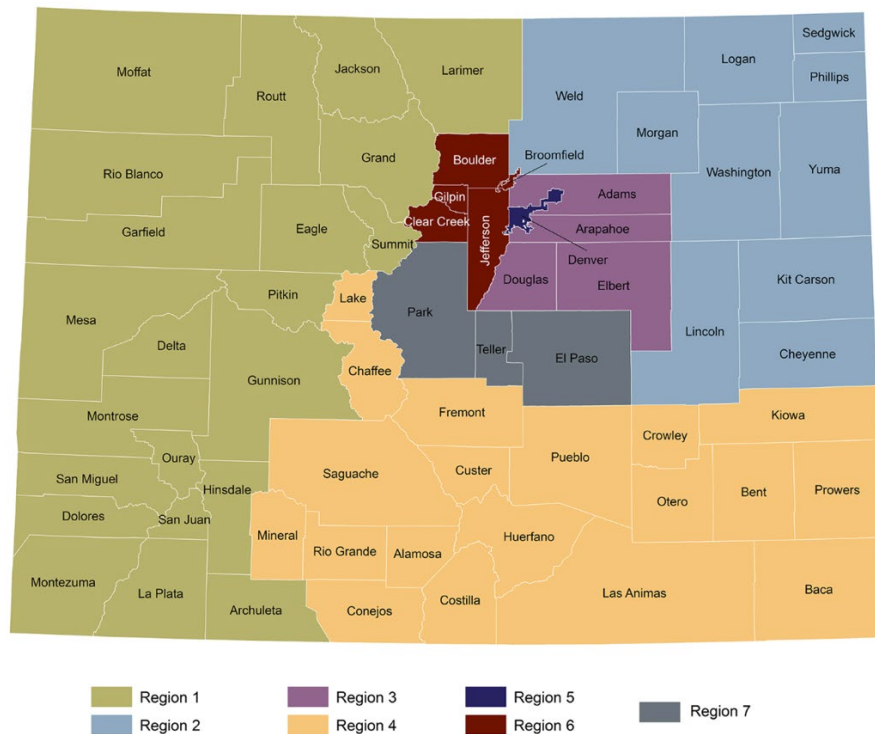 Sedgwick
Logan
Jackson
Larimer
Moffat
Phillips
Routt
Weld
Morgan
Broomfield
Boulder
Grand
Washington
Yuma
Rio Blanco
Gilpin
Adams
Clear Creek
Eagle
Arapahoe
Garfield
Summit
Jefferson
Denver
Kit Carson
Douglas
Elbert
Pitkin
Lake
Park
Mesa
Lincoln
Delta
Teller
Cheyenne
El Paso
Gunnison
Chaffee
Fremont
Kiowa
Montrose
Crowley
Ouray
Saguache
Custer
Pueblo
San Miguel
Hinsdale
Otero
Bent
Prowers
Dolores
San Juan
Mineral
Huerfano
Rio Grande
Alamosa
Montezuma
La Plata
Costilla
Las Animas
Baca
Archuleta
Conejos
Region 1
Region 3
Region 5
Region 7
Region 2
Region 4
Region 6